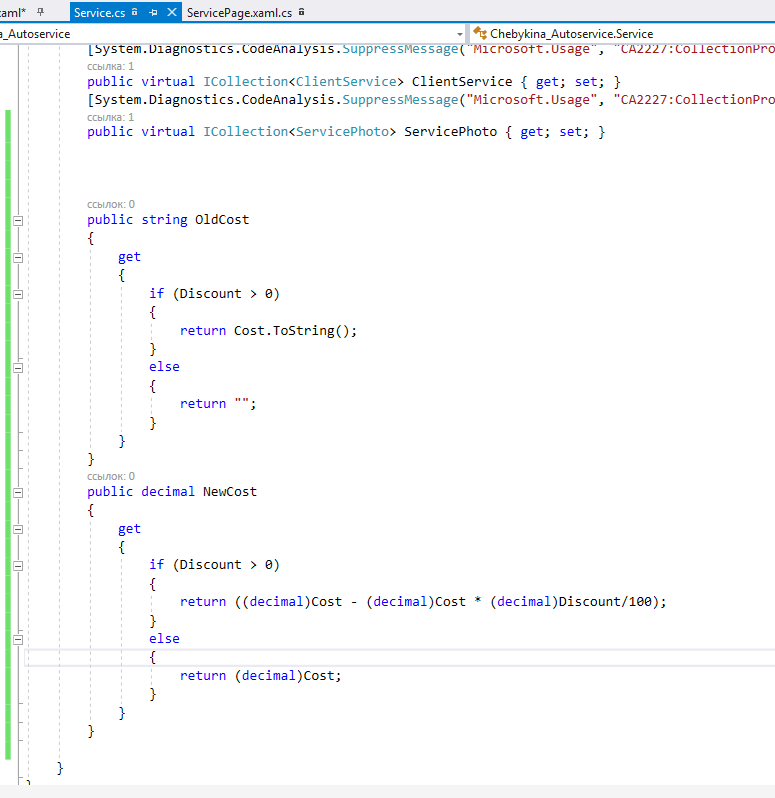 xaml*
Service.cs
ServicePage.xaml.cs
a_Autoservice
Chebykina_Autoservice.Service
[System.Diagnostics.CodeAnalysis.SuppressMessage("Microsoft.Usage", "CA2227:CollectionPro
ссылка: 1
public virtual ICollection<ClientService> ClientService { get; set; }
[System.Diagnostics.CodeAnalysis.SuppressMessage("Microsoft.Usage", "CA2227:CollectionPro
ссылка: 1
public virtual ICollection<ServicePhoto> ServicePhoto { get; set; }
ссылок: 0
public string OldCost
{
get
{
if (Discount > 0)
{
return Cost.ToString();
}
else
{
return "";
}
}
}
ссылок: 0
public decimal NewCost
{
get
{
if (Discount > 0)
{
return ((decimal)Cost - (decimal)Cost * (decimal)Discount/100);
}
else
{
return (decimal)Cost;
}
}
}
}
}